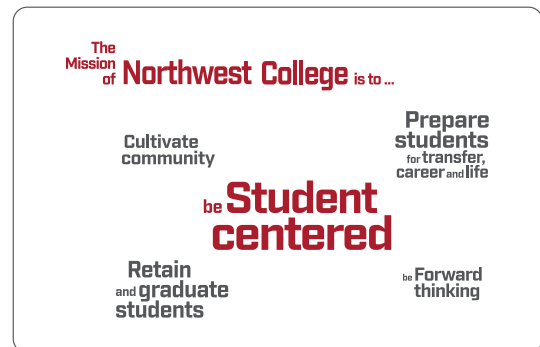 The
Mission
of Northwest College is to ...
Prepare
students
for transfer,
career and life
Cultivate
community
be Student
centered
Retain
and graduate
students
be Forward
thinking